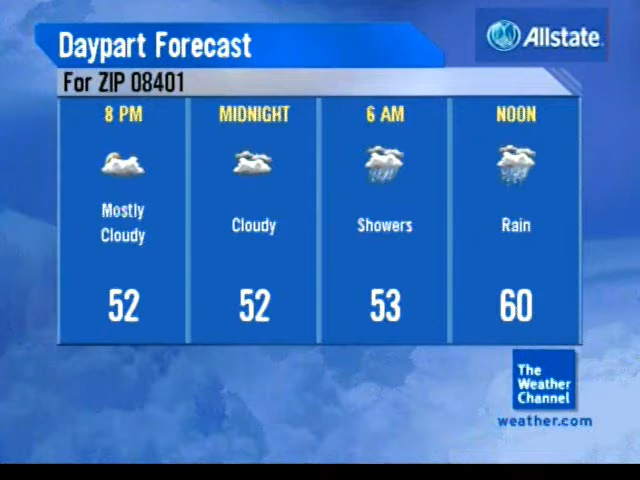 Daypart Forecast
Allstate
For ZIP 08401
8 PM
MIDNIGHT
6 AM
NOON
Mostly
Cloudy
Cloudy
Showers
Rain
52
52
53
60
The
Weather
Channel
weather.com